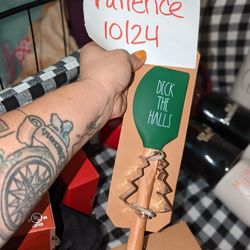 Patience
10/24
DECK
THE
HALLS